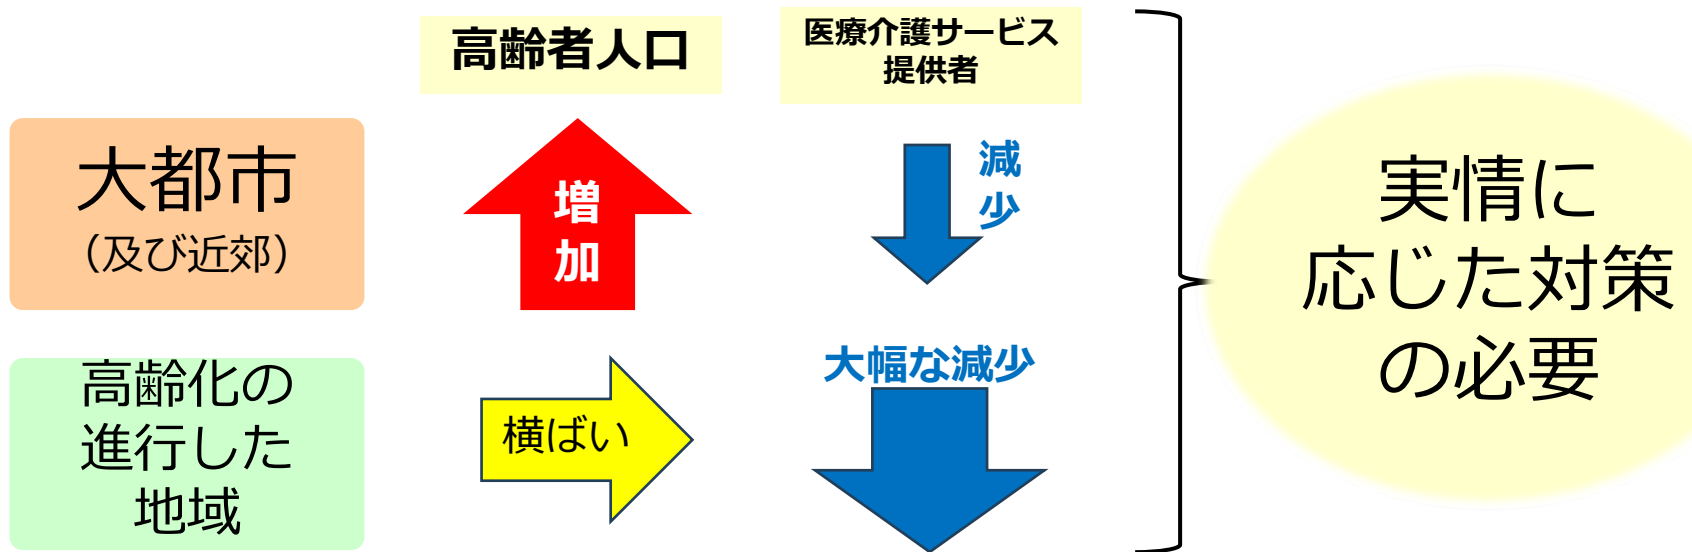 高齢者人口
医療介護サービス
提供者
大都市
（及び近郊）
増
加
減
少
高齢化の
進行した
地域
横ばい
大幅な減少
実情に
応じた対策
の必要